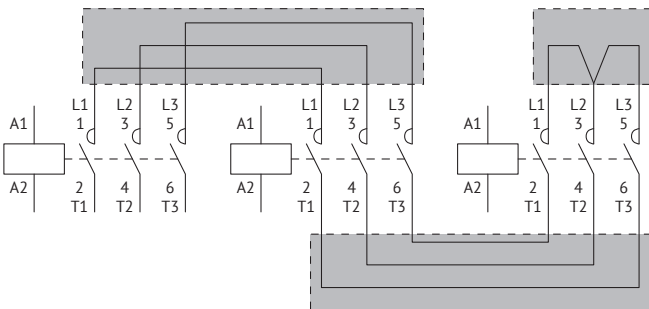 L1 L2 L3 L1 L2 L3 L1 L2 L3
A1 1 3 5 A1 1 3 5 A1 1 3 5
A2 2 4 6 A2 2 4 6 A2 2 4 6
T1 T2 T3 T1 T2 T3 T1 T2 T3